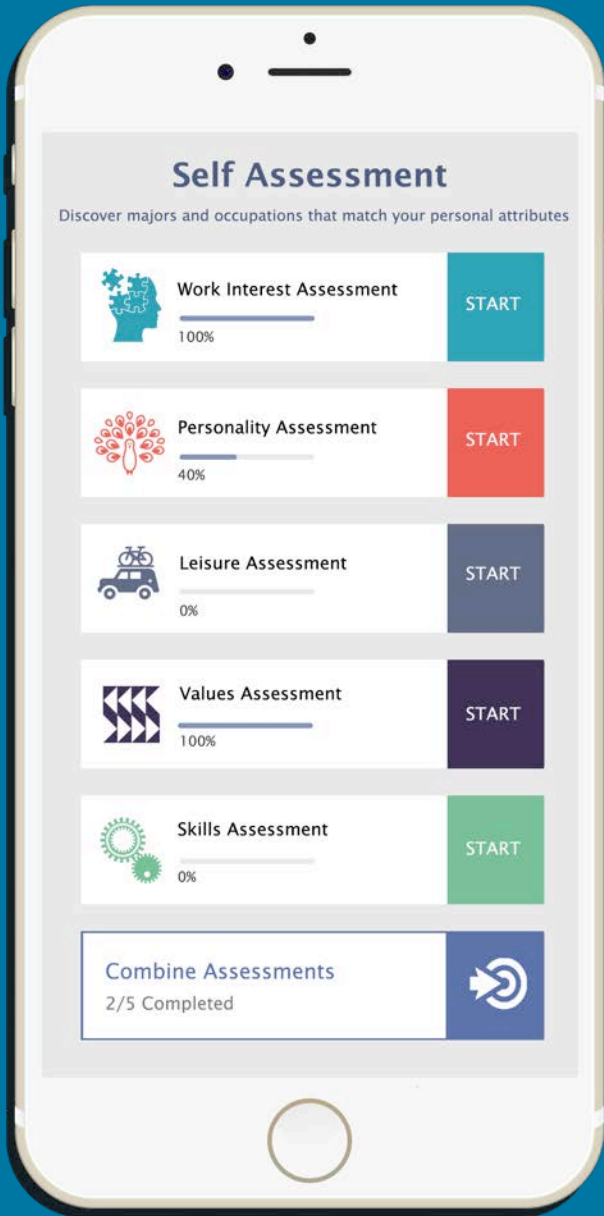 Self Assessment
Discover majors and occupations that match your personal attributes
Work Interest Assessment
START
100%
Personality Assessment
START
40%
Leisure Assessment
START
0%
Values Assessment
START
100%
Skills Assessment
START
0%
Combine Assessments
2/5 Completed